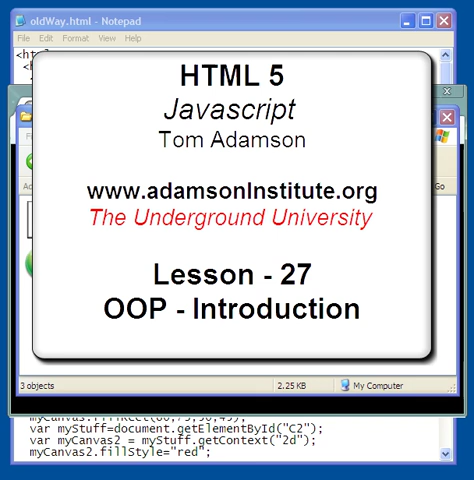 oldWay.html - Notepad
File Edit Format View Help
<html
HTML 5
Javascript
Tom Adamson
www.adamsonInstitute.org
The Underground University
Go
Lesson - 27
OOP - Introduction
3 objects 2.25 KB My Computer
var myStuff=document.getElementById("C2");
var myCanvas2 = myStuff.getContext("2d");
myCanvas2.fillStyle="red";